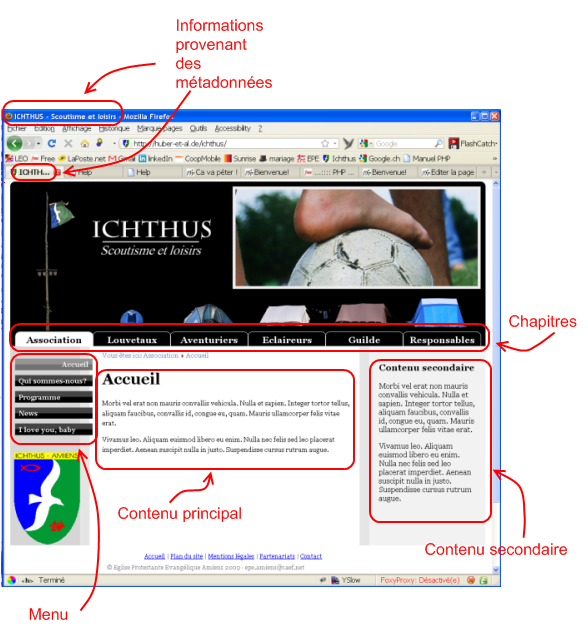 Informations
provenant
des
métadonnées
ICHTHUS - Scoutisme et loisirs - Mozilla Firefox
Fichier Edition Affichage Historique Marque-pages Outils Accessibility ?
http://huber-et-al.de/ichthus/
Google
FlashCatch
LEO Free LaPoste.net Gmail linkedIn CoopMobile Sunrise mariage EPE Ichthus Google.ch Manuel PHP
ICHTH... Help Help Ca va péter ! Bienvenue! ...:::: PHP ... Bienvenue! Editer la page
ICHTHUS
Scoutisme et loisirs
Chapitres
Association Louvetaux Aventuriers Eclaireurs Guilde Responsables
Vous êtes ici: Association Accueil
Accueil
Qui sommes-nous?
Programme
News
I love you, baby
Accueil
Morbi vel erat non mauris convallis vehicula. Nulla et sapien. Integer tortor tellus,
aliquam faucibus, convallis id, congue eu, quam. Mauris ullamcorper felis vitae
erat.
Vivamus leo. Aliquam euismod libero eu enim. Nulla nec felis sed leo placerat
imperdiet. Aenean suscipit nulla in justo. Suspendisse cursus rutrum augue.
Contenu secondaire
Morbi vel erat non mauris
convallis vehicula. Nulla et
sapien. Integer tortor tellus,
aliquam faucibus, convallis
id, congue eu, quam.
Mauris ullamcorper felis
vitae erat.
Vivamus leo. Aliquam
euismod libero eu enim.
Nulla nec felis sed leo
placerat imperdiet. Aenean
suscipit nulla in justo.
Suspendisse cursus rutrum
augue.
ICHTHUS - AMIENS
Contenu principal
Contenu secondaire
Accueil | Plan du site | Mentions légales | Partenariats | Contact
© Eglise Protestante Evangélique Amiens 2009 - epe.amiens@caef.net
Terminé YSlow FoxyProxy: Désactivé(e)
Menu